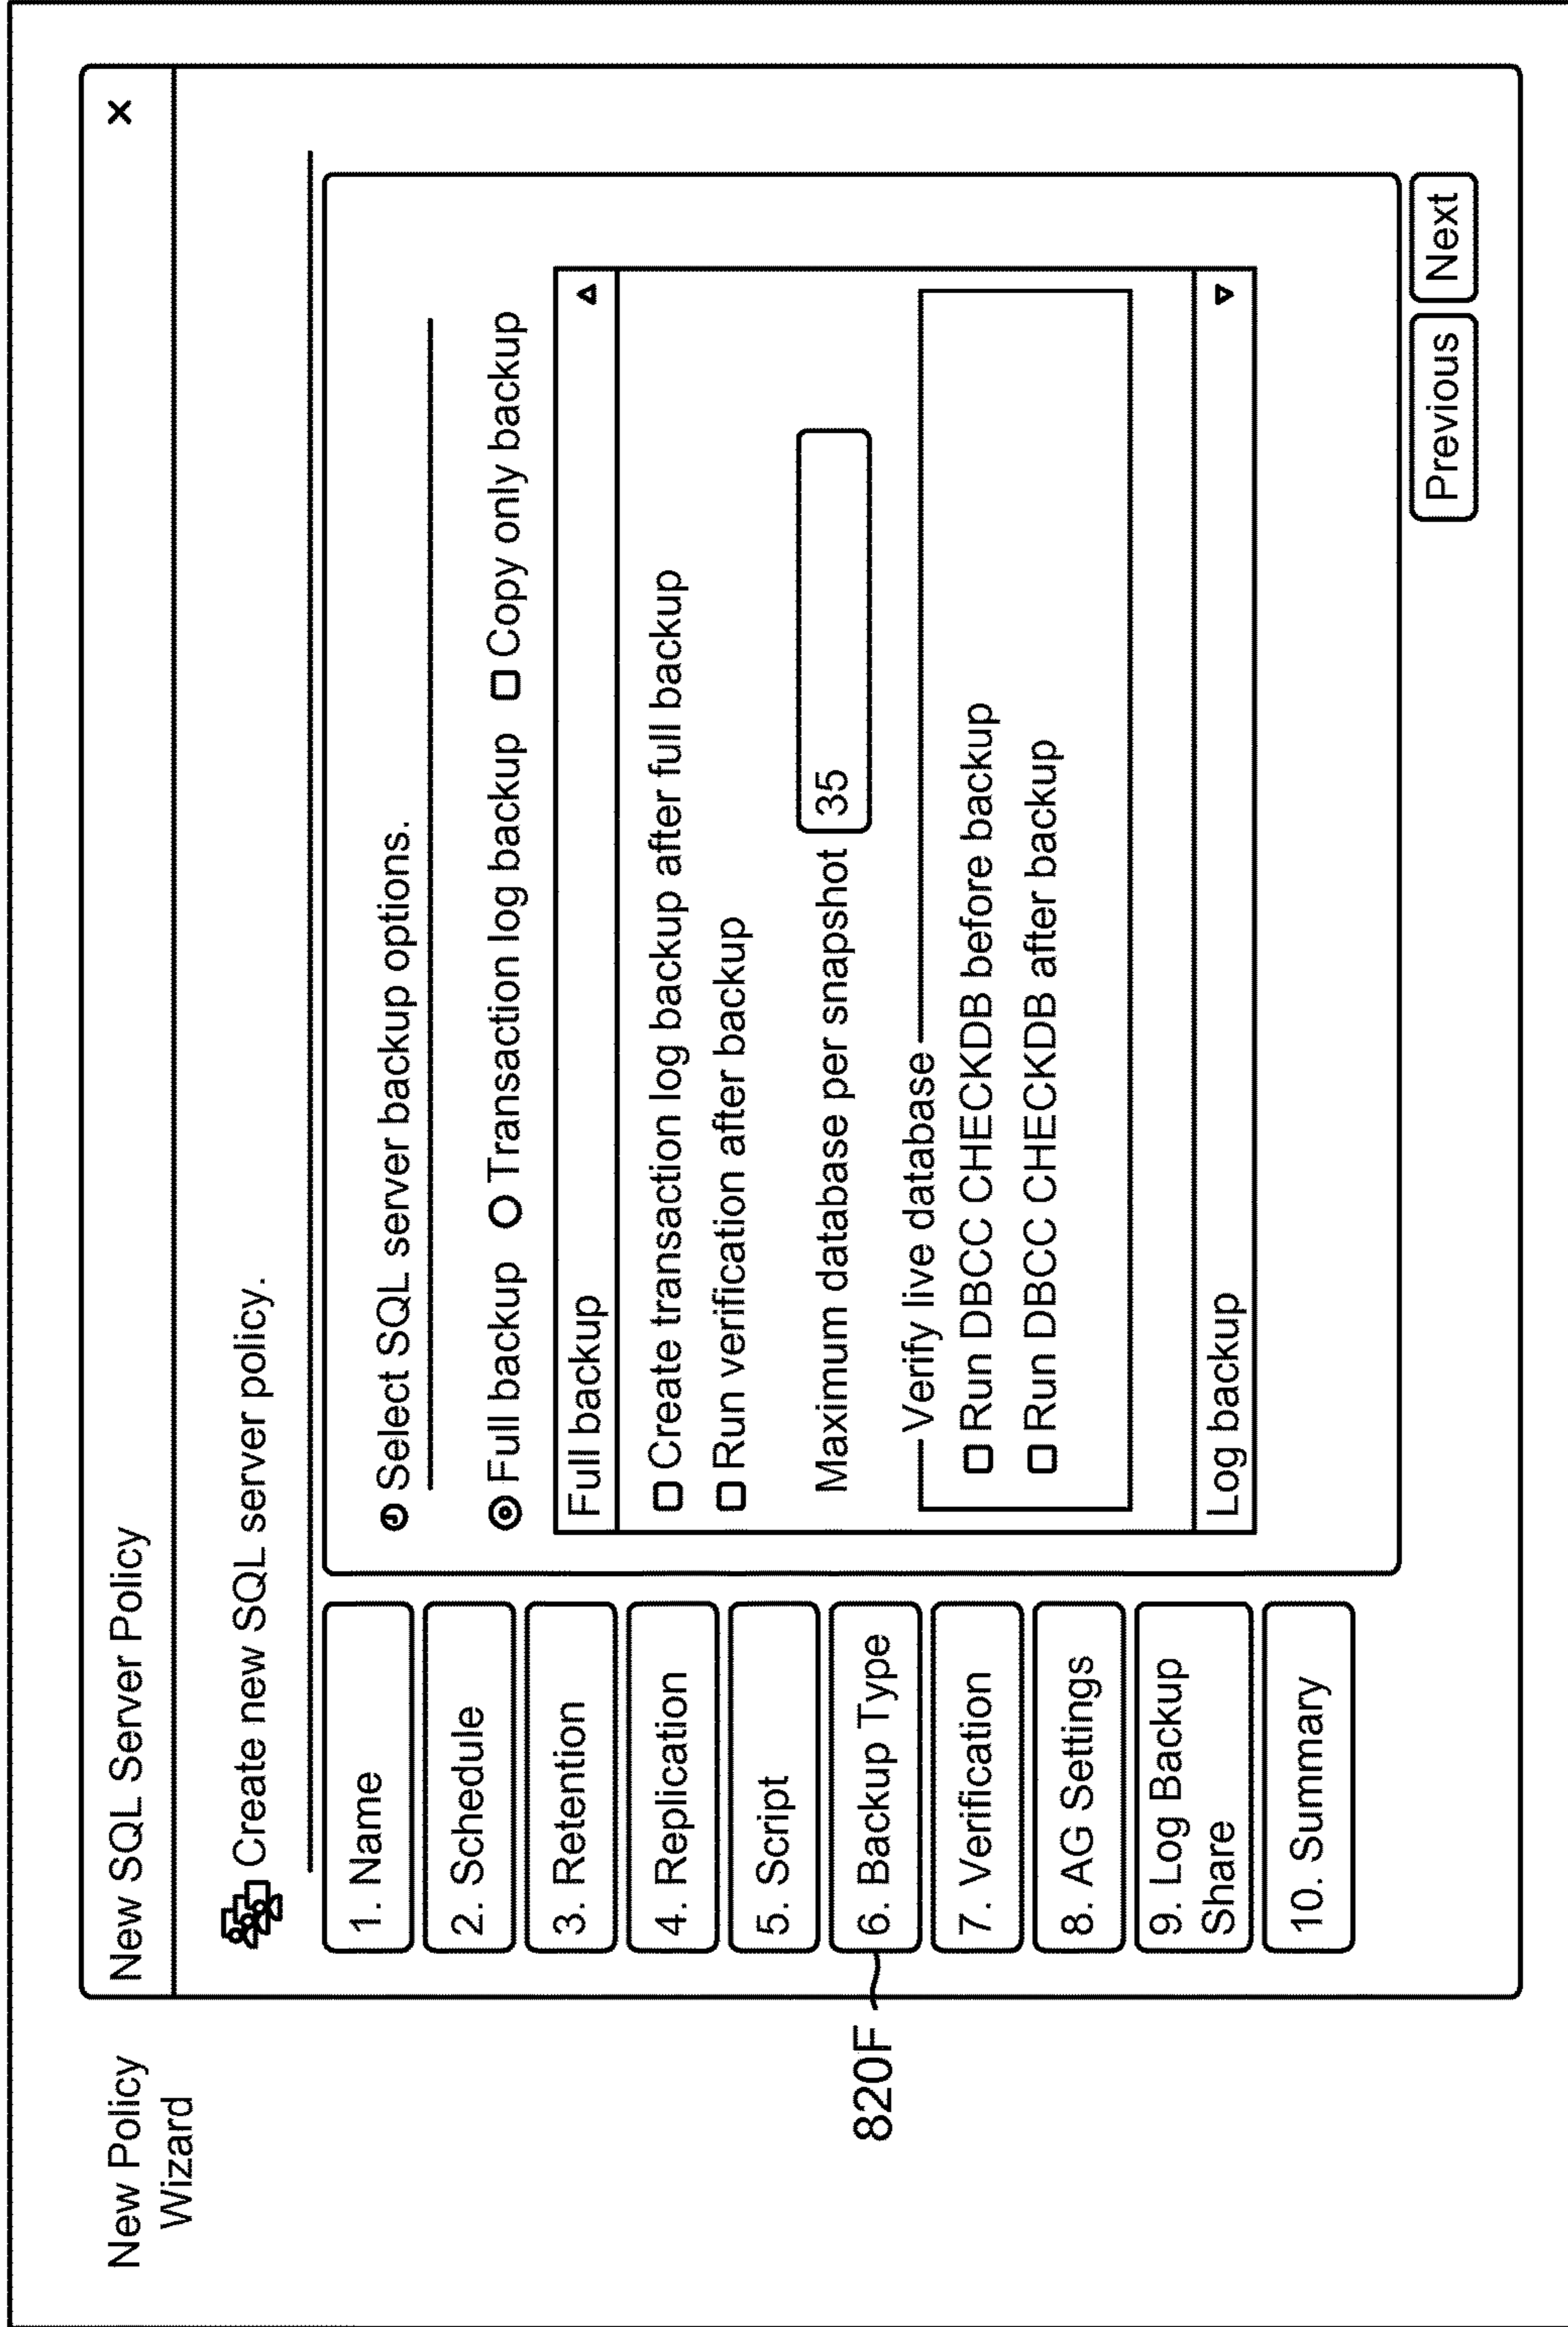 New Policy
Wizard
New SQL Server Policy
X
Create new SQL server policy.
1. Name
2. Schedule
3. Retention
4. Replication
5. Script
6. Backup Type
7. Verification
8. AG Settings
9. Log Backup
Share
10. Summary
820F
Select SQL server backup options.
Full backup Transaction log backup Copy only backup
Full backup
Create transaction log backup after full backup
Run verification after backup
Maximum database per snapshot 35
Verify live database
Run DBCC CHECKDB before backup
Run DBCC CHECKDB after backup
Log backup
Previous Next